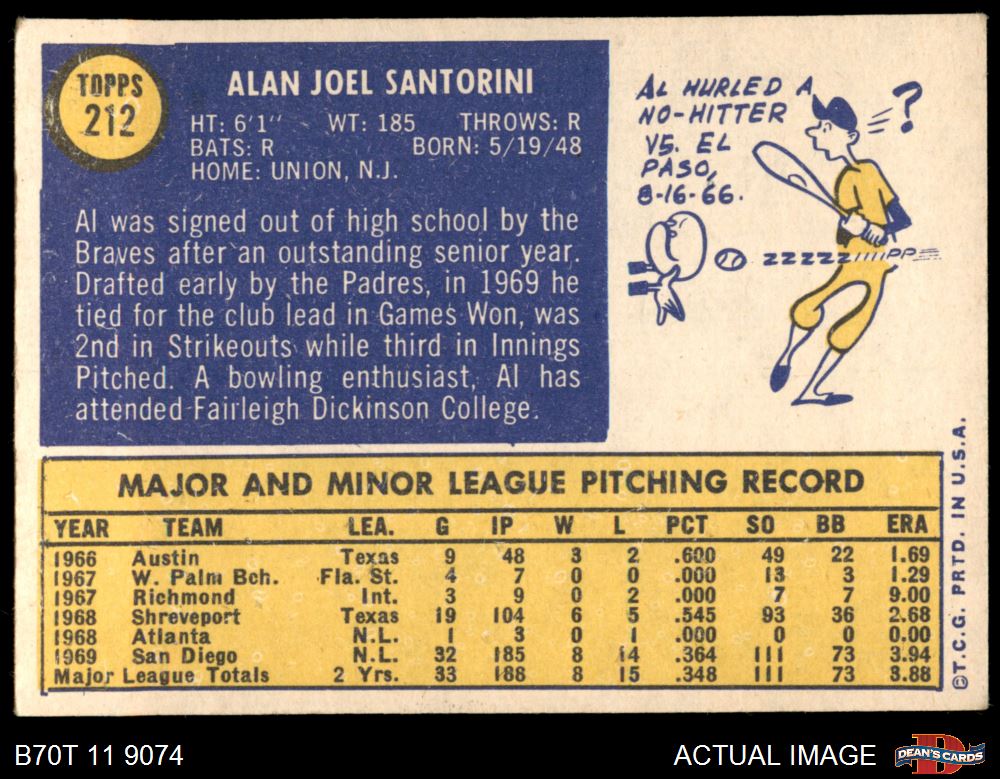 TOPPS
212
ALAN JOEL SANTORINI
HT: 6'1" WT: 185 THROWS: R
BATS: R BORN: 5/19/48
HOME: UNION, N.J.
Al was signed out of high school by the
Braves after an outstanding senior year.
Drafted early by the Padres, in 1969 he
tied for the club lead in Games Won, was
2nd in Strikeouts while third in Innings
Pitched. A bowling enthusiast, Al has
attended Fairleigh Dickinson College.
AL HURLED A
NO-HITTER
VS. EL
PASO,
8-16-66.
?
ZZZZZ////PP
MAJOR AND MINOR LEAGUE PITCHING RECORD
YEAR TEAM LEA. G IP W L PCT SO BB ERA
1966 Austin Texas 9 48 3 2 .600 49 22 1.69
1967 W. Palm Bch. Fla. St. 4 7 0 0 .000 13 3 1.29
1967 Richmond Int. 3 9 0 2 .000 7 7 9.00
1968 Shreveport Texas 19 104 6 5 .545 93 36 2.68
1968 Atlanta N.L. 1 3 0 1 .000 0 0 0.00
1969 San Diego N.L. 32 185 8 14 .364 111 73 3.94
Major League Totals 2 Yrs. 33 188 8 15 .348 111 73 3.88
©T.C.G. PRTD. IN U.S.A.
B70T 11 9074 ACTUAL IMAGE DEAN'S CARDS